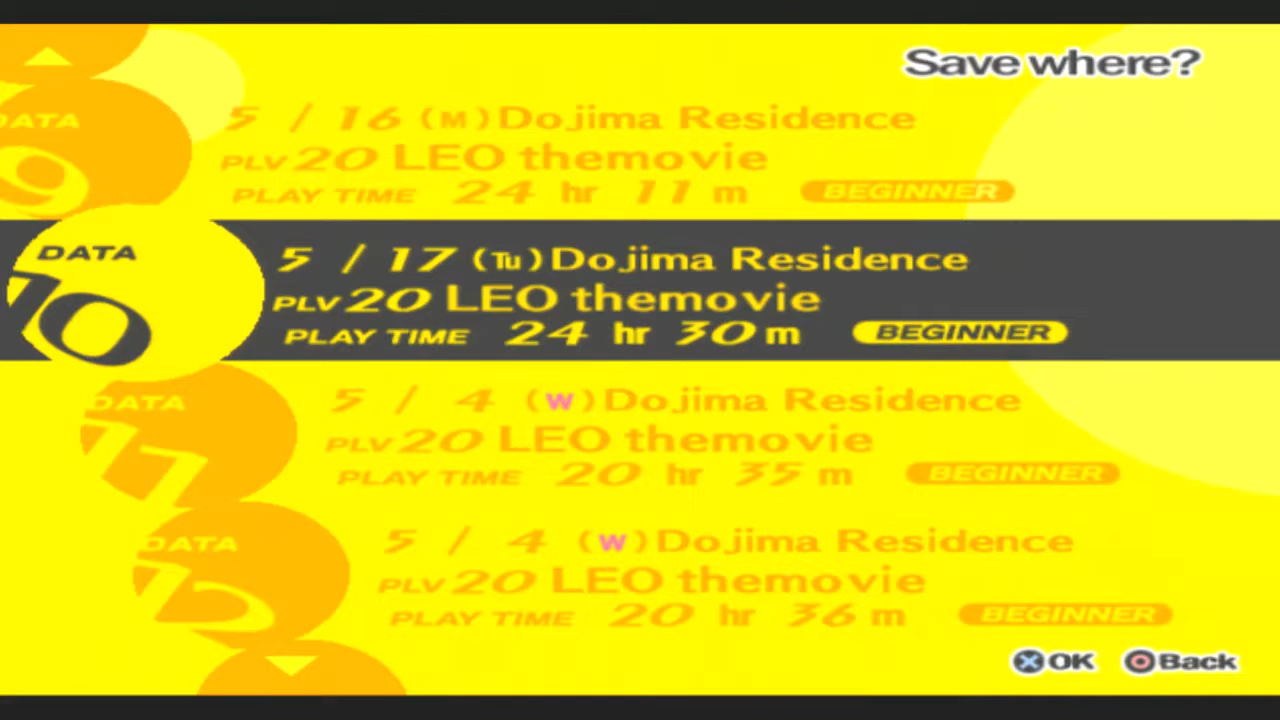 Save where?
DATA 9
5 / 16 (M) Dojima Residence
PLV 20 LEO themovie
PLAY TIME 24 hr 11 m BEGINNER
DATA 10
5 / 17 (Tu) Dojima Residence
PLV 20 LEO themovie
PLAY TIME 24 hr 30 m BEGINNER
DATA 11
5 / 4 (W) Dojima Residence
PLV 20 LEO themovie
PLAY TIME 20 hr 35 m BEGINNER
DATA 12
5 / 4 (W) Dojima Residence
PLV 20 LEO themovie
PLAY TIME 20 hr 36 m BEGINNER
OK Back